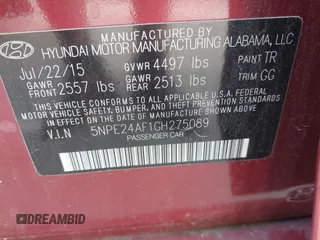 HYUNDAI MOTOR MANUFACTURING ALABAMA, LLC
Jul/22/15 GVWR 4497 lbs PAINT TR
GAWR FRONT 2557 lbs GAWR REAR 2513 lbs TRIM GG
THIS VEHICLE CONFORMS TO ALL APPLICABLE U.S.A. FEDERAL
MOTOR VEHICLE SAFETY, BUMPER, AND THEFT PREVENTION
STANDARDS IN EFFECT ON THE DATE OF MANUFACTURE SHOWN ABOVE.
V.I.N 5NPE24AF1GH275089
PASSENGER CAR
DREAMBID